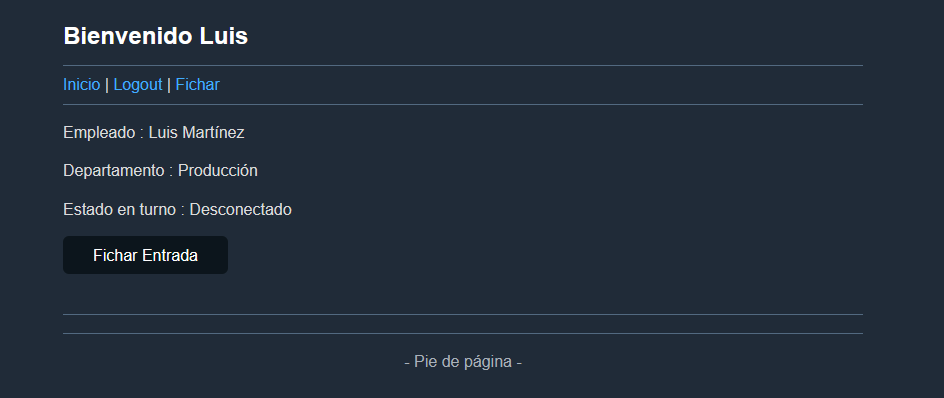 Bienvenido Luis
Inicio | Logout | Fichar
Empleado : Luis Martínez
Departamento : Producción
Estado en turno : Desconectado
Fichar Entrada
- Pie de página -